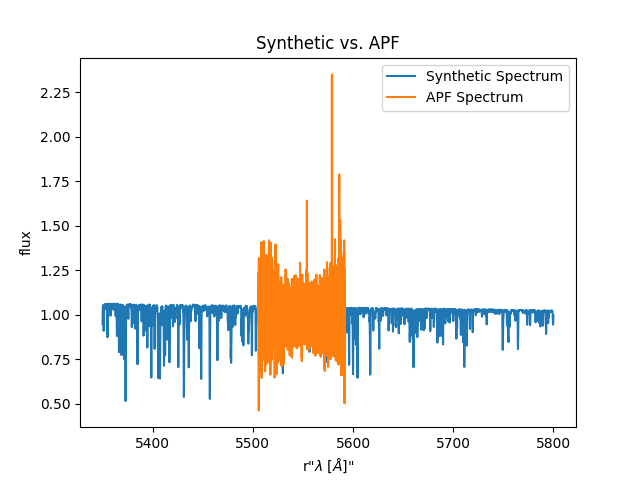 Synthetic vs. APF
Synthetic Spectrum
APF Spectrum
flux
2.25
2.00
1.75
1.50
1.25
1.00
0.75
0.50
5400
5500
5600
5700
5800
r"λ [Å]"